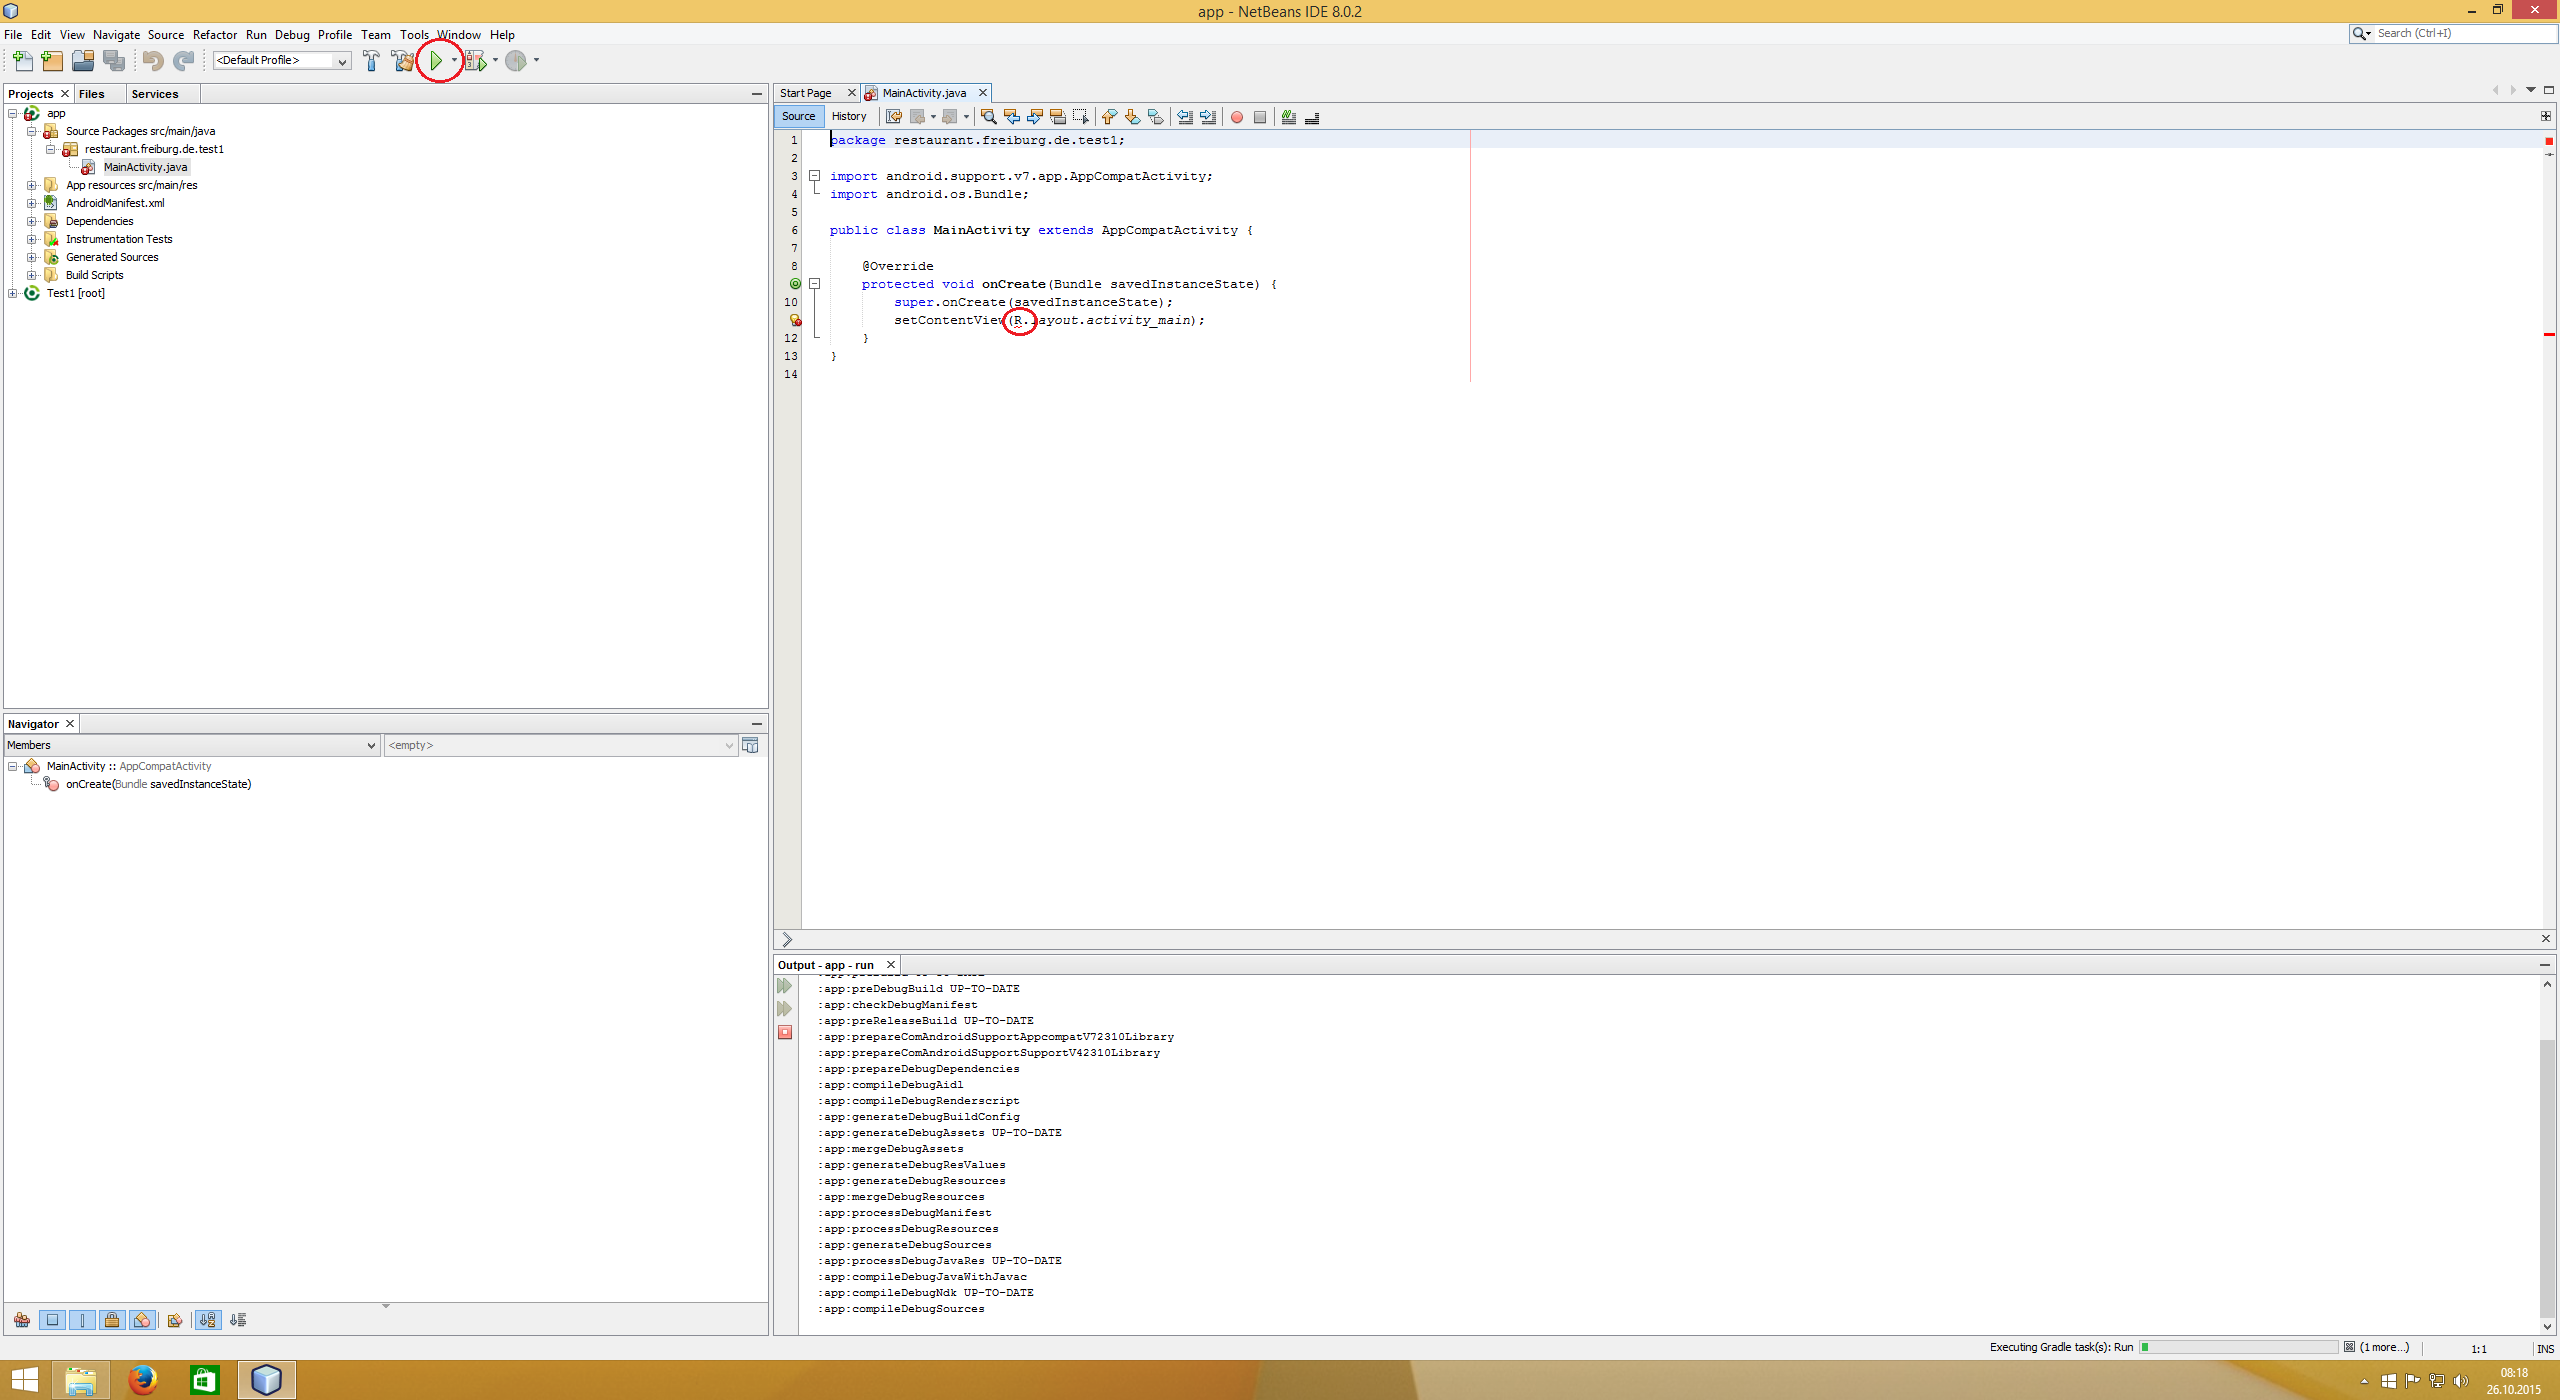 app - NetBeans IDE 8.0.2
File Edit View Navigate Source Refactor Run Debug Profile Team Tools Window Help
Search (Ctrl+I)
<Default Profile>
Projects Files Services
app
Source Packages src/main/java
restaurant.freiburg.de.test1
MainActivity.java
App resources src/main/res
AndroidManifest.xml
Dependencies
Instrumentation Tests
Generated Sources
Build Scripts
Test1 [root]
Navigator
Members <empty>
MainActivity :: AppCompatActivity
onCreate(Bundle savedInstanceState)
Start Page MainActivity.java
Source History
1 package restaurant.freiburg.de.test1;
2
3 import android.support.v7.app.AppCompatActivity;
4 import android.os.Bundle;
5
6 public class MainActivity extends AppCompatActivity {
7
8 @Override
protected void onCreate(Bundle savedInstanceState) {
10 super.onCreate(savedInstanceState);
setContentView(R.layout.activity_main);
12 }
13 }
14
Output - app - run
:app:preDebugBuild UP-TO-DATE
:app:checkDebugManifest
:app:preReleaseBuild UP-TO-DATE
:app:prepareComAndroidSupportAppcompatV72310Library
:app:prepareComAndroidSupportSupportV42310Library
:app:prepareDebugDependencies
:app:compileDebugAidl
:app:compileDebugRenderscript
:app:generateDebugBuildConfig
:app:generateDebugAssets UP-TO-DATE
:app:mergeDebugAssets
:app:generateDebugResValues
:app:generateDebugResources
:app:mergeDebugResources
:app:processDebugManifest
:app:processDebugResources
:app:generateDebugSources
:app:processDebugJavaRes UP-TO-DATE
:app:compileDebugJavaWithJavac
:app:compileDebugNdk UP-TO-DATE
:app:compileDebugSources
Executing Gradle task(s): Run (1 more...) 1:1 INS
08:18
26.10.2015